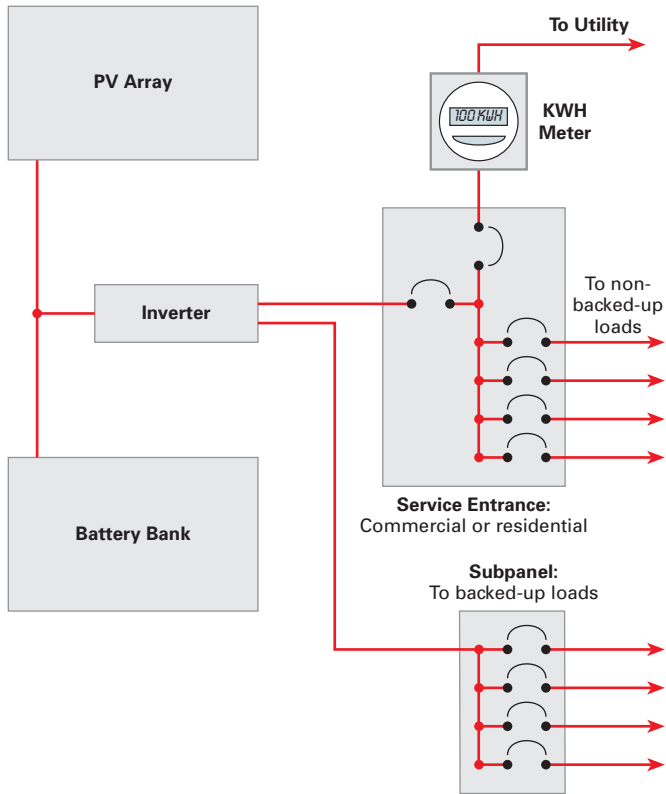 To Utility
PV Array
100 KWH
KWH
Meter
To non-
backed-up
loads
Inverter
Service Entrance:
Commercial or residential
Battery Bank
Subpanel:
To backed-up loads